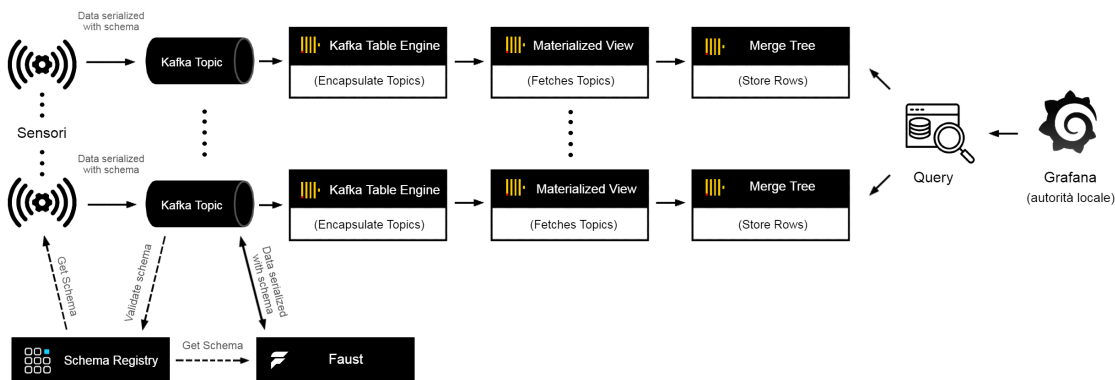 Data serialized
with schema
Kafka Topic
Kafka Table Engine
(Encapsulate Topics)
Materialized View
(Fetches Topics)
Merge Tree
(Store Rows)
Sensori
Data serialized
with schema
Kafka Topic
Kafka Table Engine
(Encapsulate Topics)
Materialized View
(Fetches Topics)
Merge Tree
(Store Rows)
Query
Grafana
(autorità locale)
Get Schema
Validate schema
Data serialized
with schema
Schema Registry
Get Schema
Faust